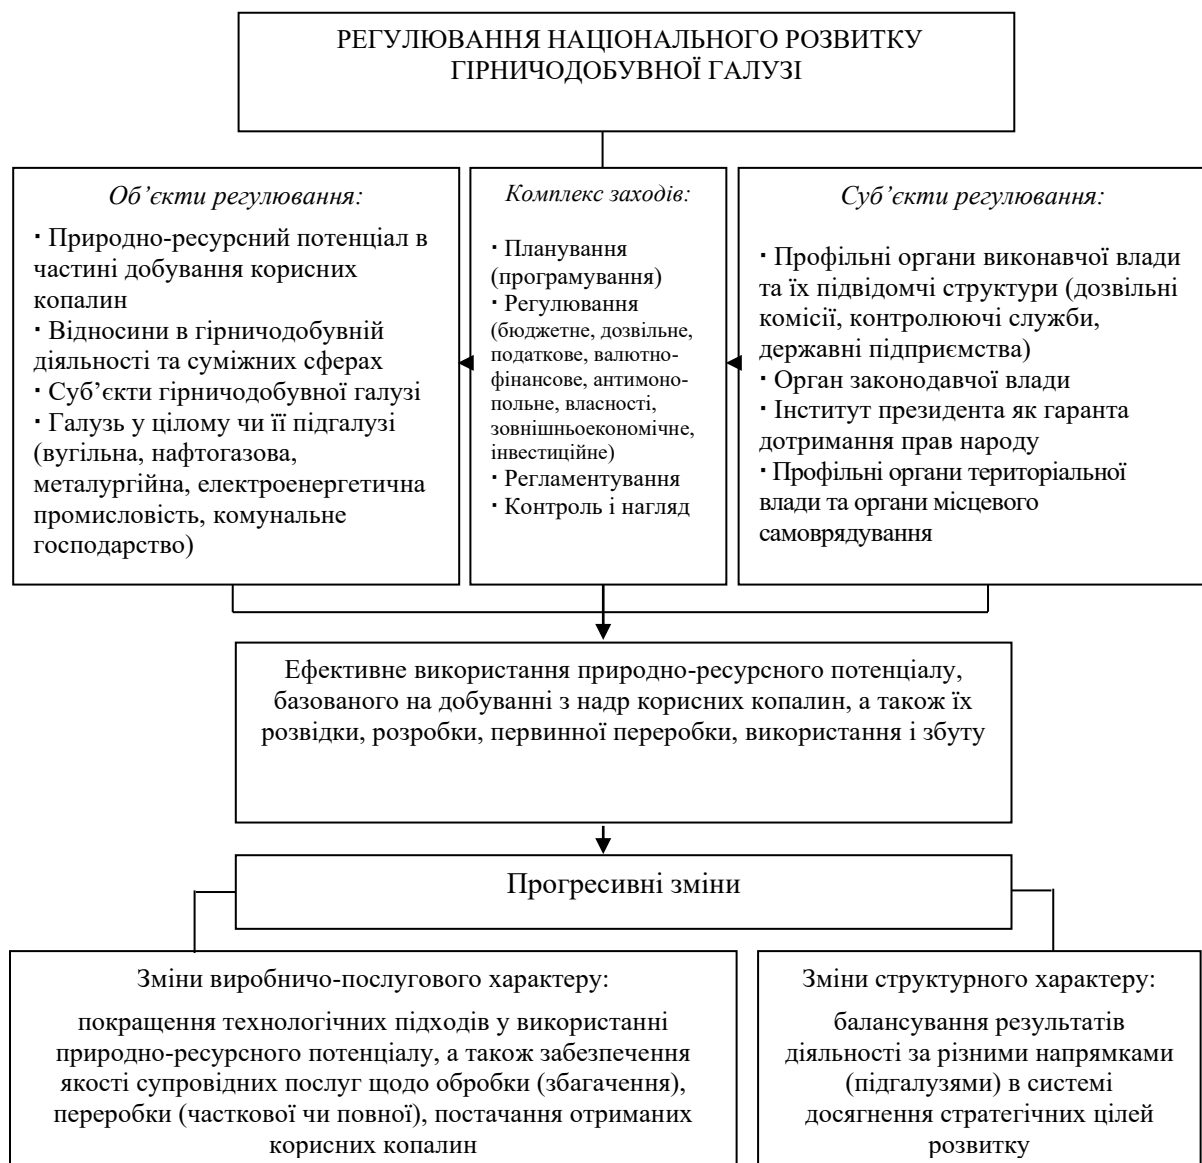 РЕГУЛЮВАННЯ НАЦІОНАЛЬНОГО РОЗВИТКУ
ГІРНИЧОДОБУВНОЇ ГАЛУЗІ
Об’єкти регулювання:
· Природно-ресурсний потенціал в
частині добування корисних
копалин
· Відносини в гірничодобувній
діяльності та суміжних сферах
· Суб’єкти гірничодобувної галузі
· Галузь у цілому чи її підгалузі
(вугільна, нафтогазова,
металургійна, електроенергетична
промисловість, комунальне
господарство)
Комплекс заходів:
· Планування
(програмування)
· Регулювання
(бюджетне, дозвільне,
податкове, валютно-
фінансове, антимоно-
польне, власності,
зовнішньоекономічне,
інвестиційне)
· Регламентування
· Контроль і нагляд
Суб’єкти регулювання:
· Профільні органи виконавчої влади
та їх підвідомчі структури (дозвільні
комісії, контролюючі служби,
державні підприємства)
· Орган законодавчої влади
· Інститут президента як гаранта
дотримання прав народу
· Профільні органи територіальної
влади та органи місцевого
самоврядування
Ефективне використання природно-ресурсного потенціалу,
базованого на добуванні з надр корисних копалин, а також їх
розвідки, розробки, первинної переробки, використання і збуту
Прогресивні зміни
Зміни виробничо-послугового характеру:
покращення технологічних підходів у використанні
природно-ресурсного потенціалу, а також забезпечення
якості супровідних послуг щодо обробки (збагачення),
переробки (часткової чи повної), постачання отриманих
корисних копалин
Зміни структурного характеру:
балансування результатів
діяльності за різними напрямками
(підгалузями) в системі
досягнення стратегічних цілей
розвитку